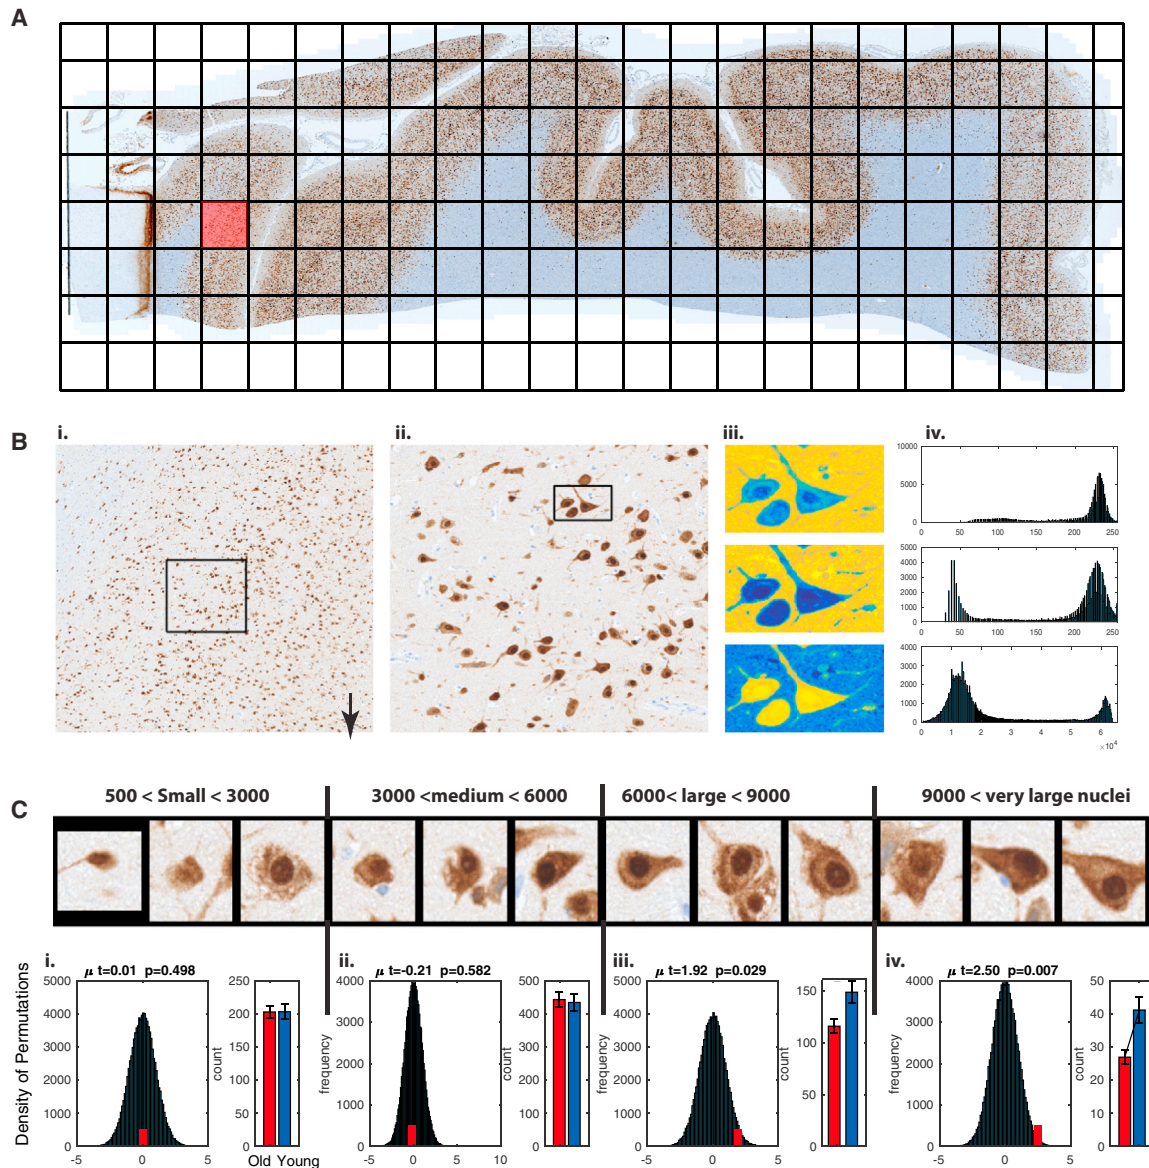 A
B
i.
ii.
iii.
iv.
10000
5000
0
0 50 100 150 200 250
5000
4000
3000
2000
1000
0
0 50 100 150 200 250
4000
3000
2000
1000
0
0 1 2 3 4 5 6
×10⁴
C
500 < Small < 3000
3000 <medium < 6000
6000< large < 9000
9000 < very large nuclei
Density of Permutations
i.
μ t=0.01 p=0.498
5000
4000
3000
2000
1000
0
-5 0 5
count
250
200
150
100
50
0
Old Young
ii.
μ t=-0.21 p=0.582
frequency
4000
3000
2000
1000
0
-5 0 5 10
count
500
400
300
200
100
0
iii.
μ t=1.92 p=0.029
frequency
5000
4000
3000
2000
1000
0
-5 0 5
count
150
100
50
0
iv.
μ t=2.50 p=0.007
frequency
4000
3000
2000
1000
0
-5 0 5
count
50
40
30
20
10
0